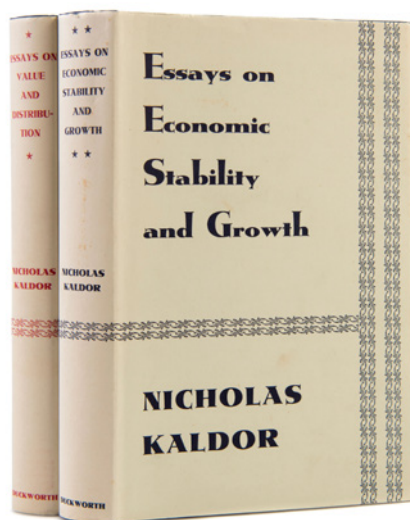 ★
ESSAYS ON
VALUE
AND
DISTRIBU-
TION
★
NICHOLAS
KALDOR
DUCKWORTH
★ ★
ESSAYS ON
ECONOMIC
STABILITY
AND
GROWTH
★ ★
NICHOLAS
KALDOR
DUCKWORTH
Essays on
Economic
Stability
and Growth
NICHOLAS
KALDOR